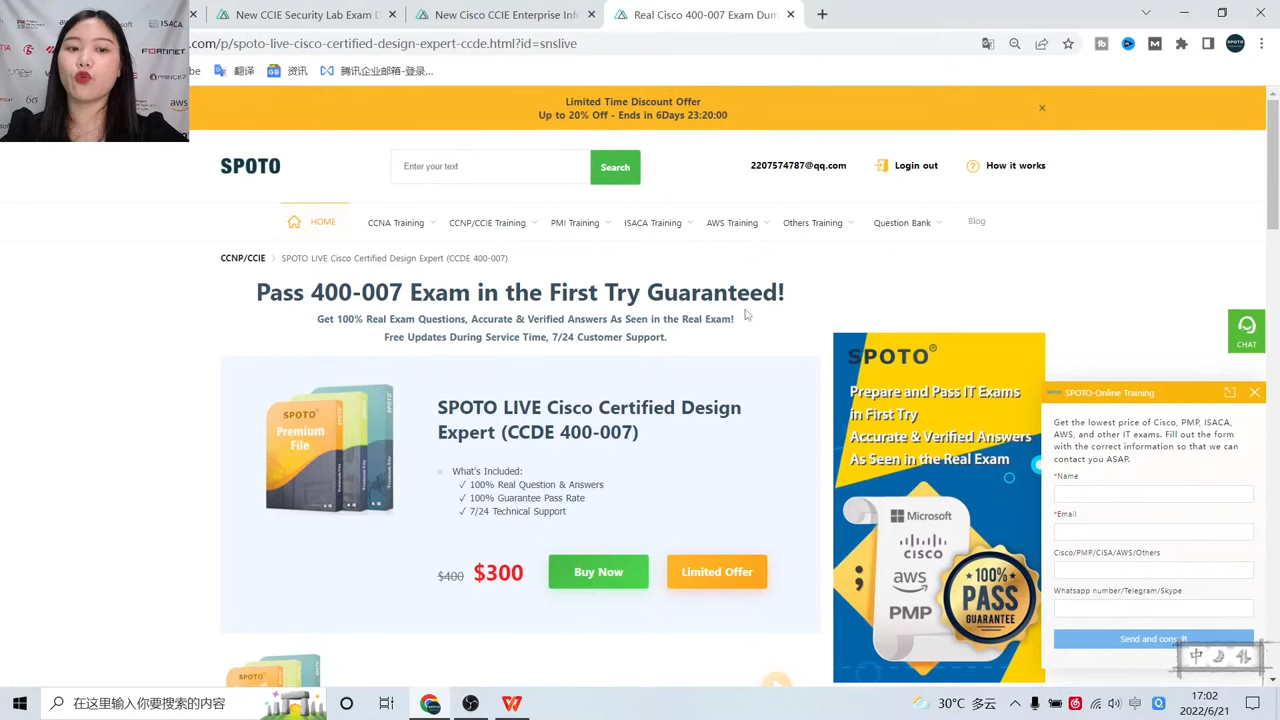 New CCIE Security Lab Exam D
New CCIE Enterprise Infr
Real Cisco 400-007 Exam Dum
.com/p/spoto-live-cisco-certified-design-expert-ccde.html?id=snslive
be
翻译
资讯
腾讯企业邮箱-登录...
ISACA
aws
6σ
Limited Time Discount Offer
Up to 20% Off - Ends in 6Days 23:20:00
SPOTO
Enter your text
Search
2207574787@qq.com
Login out
How it works
HOME
CCNA Training
CCNP/CCIE Training
PMI Training
ISACA Training
AWS Training
Others Training
Question Bank
Blog
CCNP/CCIE
SPOTO LIVE Cisco Certified Design Expert (CCDE 400-007)
Pass 400-007 Exam in the First Try Guaranteed!
Get 100% Real Exam Questions, Accurate & Verified Answers As Seen in the Real Exam!
Free Updates During Service Time, 7/24 Customer Support.
SPOTO
Premium
File
SPOTO LIVE Cisco Certified Design
Expert (CCDE 400-007)
What's Included:
✓ 100% Real Question & Answers
✓ 100% Guarantee Pass Rate
✓ 7/24 Technical Support
$400
$300
Buy Now
Limited Offer
SPOTO®
Prepare and Pass IT Exams
in First Try
Accurate & Verified Answers
As Seen in the Real Exam
Microsoft
CISCO
aws
PMP
100%
PASS
GUARANTEE
CHAT
SPOTO-Online Training
Get the lowest price of Cisco, PMP, ISACA,
AWS, and other IT exams. Fill out the form
with the correct information so that we can
contact you ASAP.
*Name
*Email
Cisco/PMP/CISA/AWS/Others
Whatsapp number/Telegram/Skype
Send and consult
中
在这里输入你要搜索的内容
30°C 多云
17:02
2022/6/21